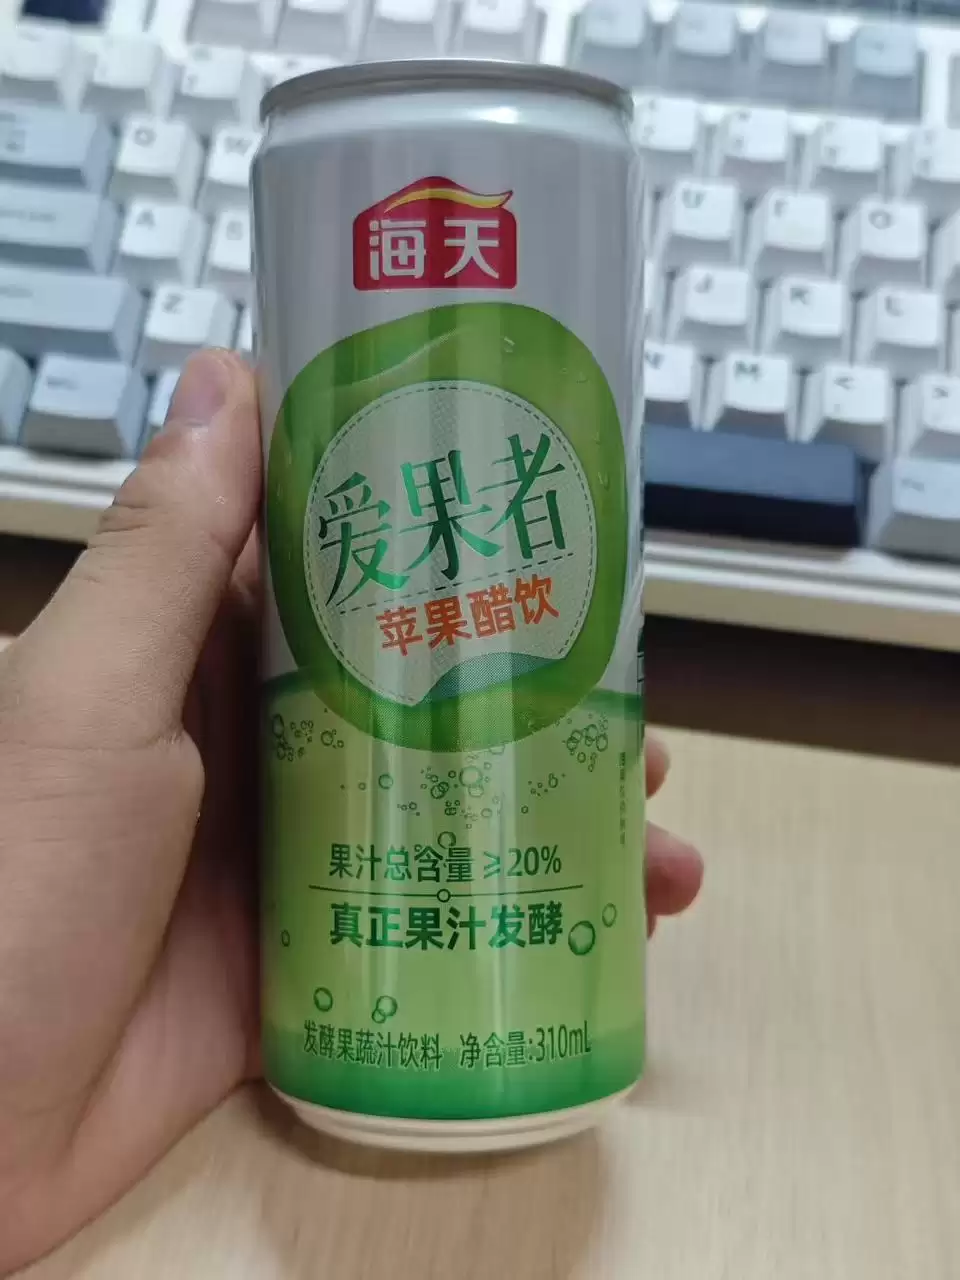 海天
爱果者
苹果醋饮
果汁总含量≥20%
真正果汁发酵
发酵果蔬汁饮料 净含量:310mL
O
W
A
S
Z
U
I
O
J
K
L
N
M
<
>